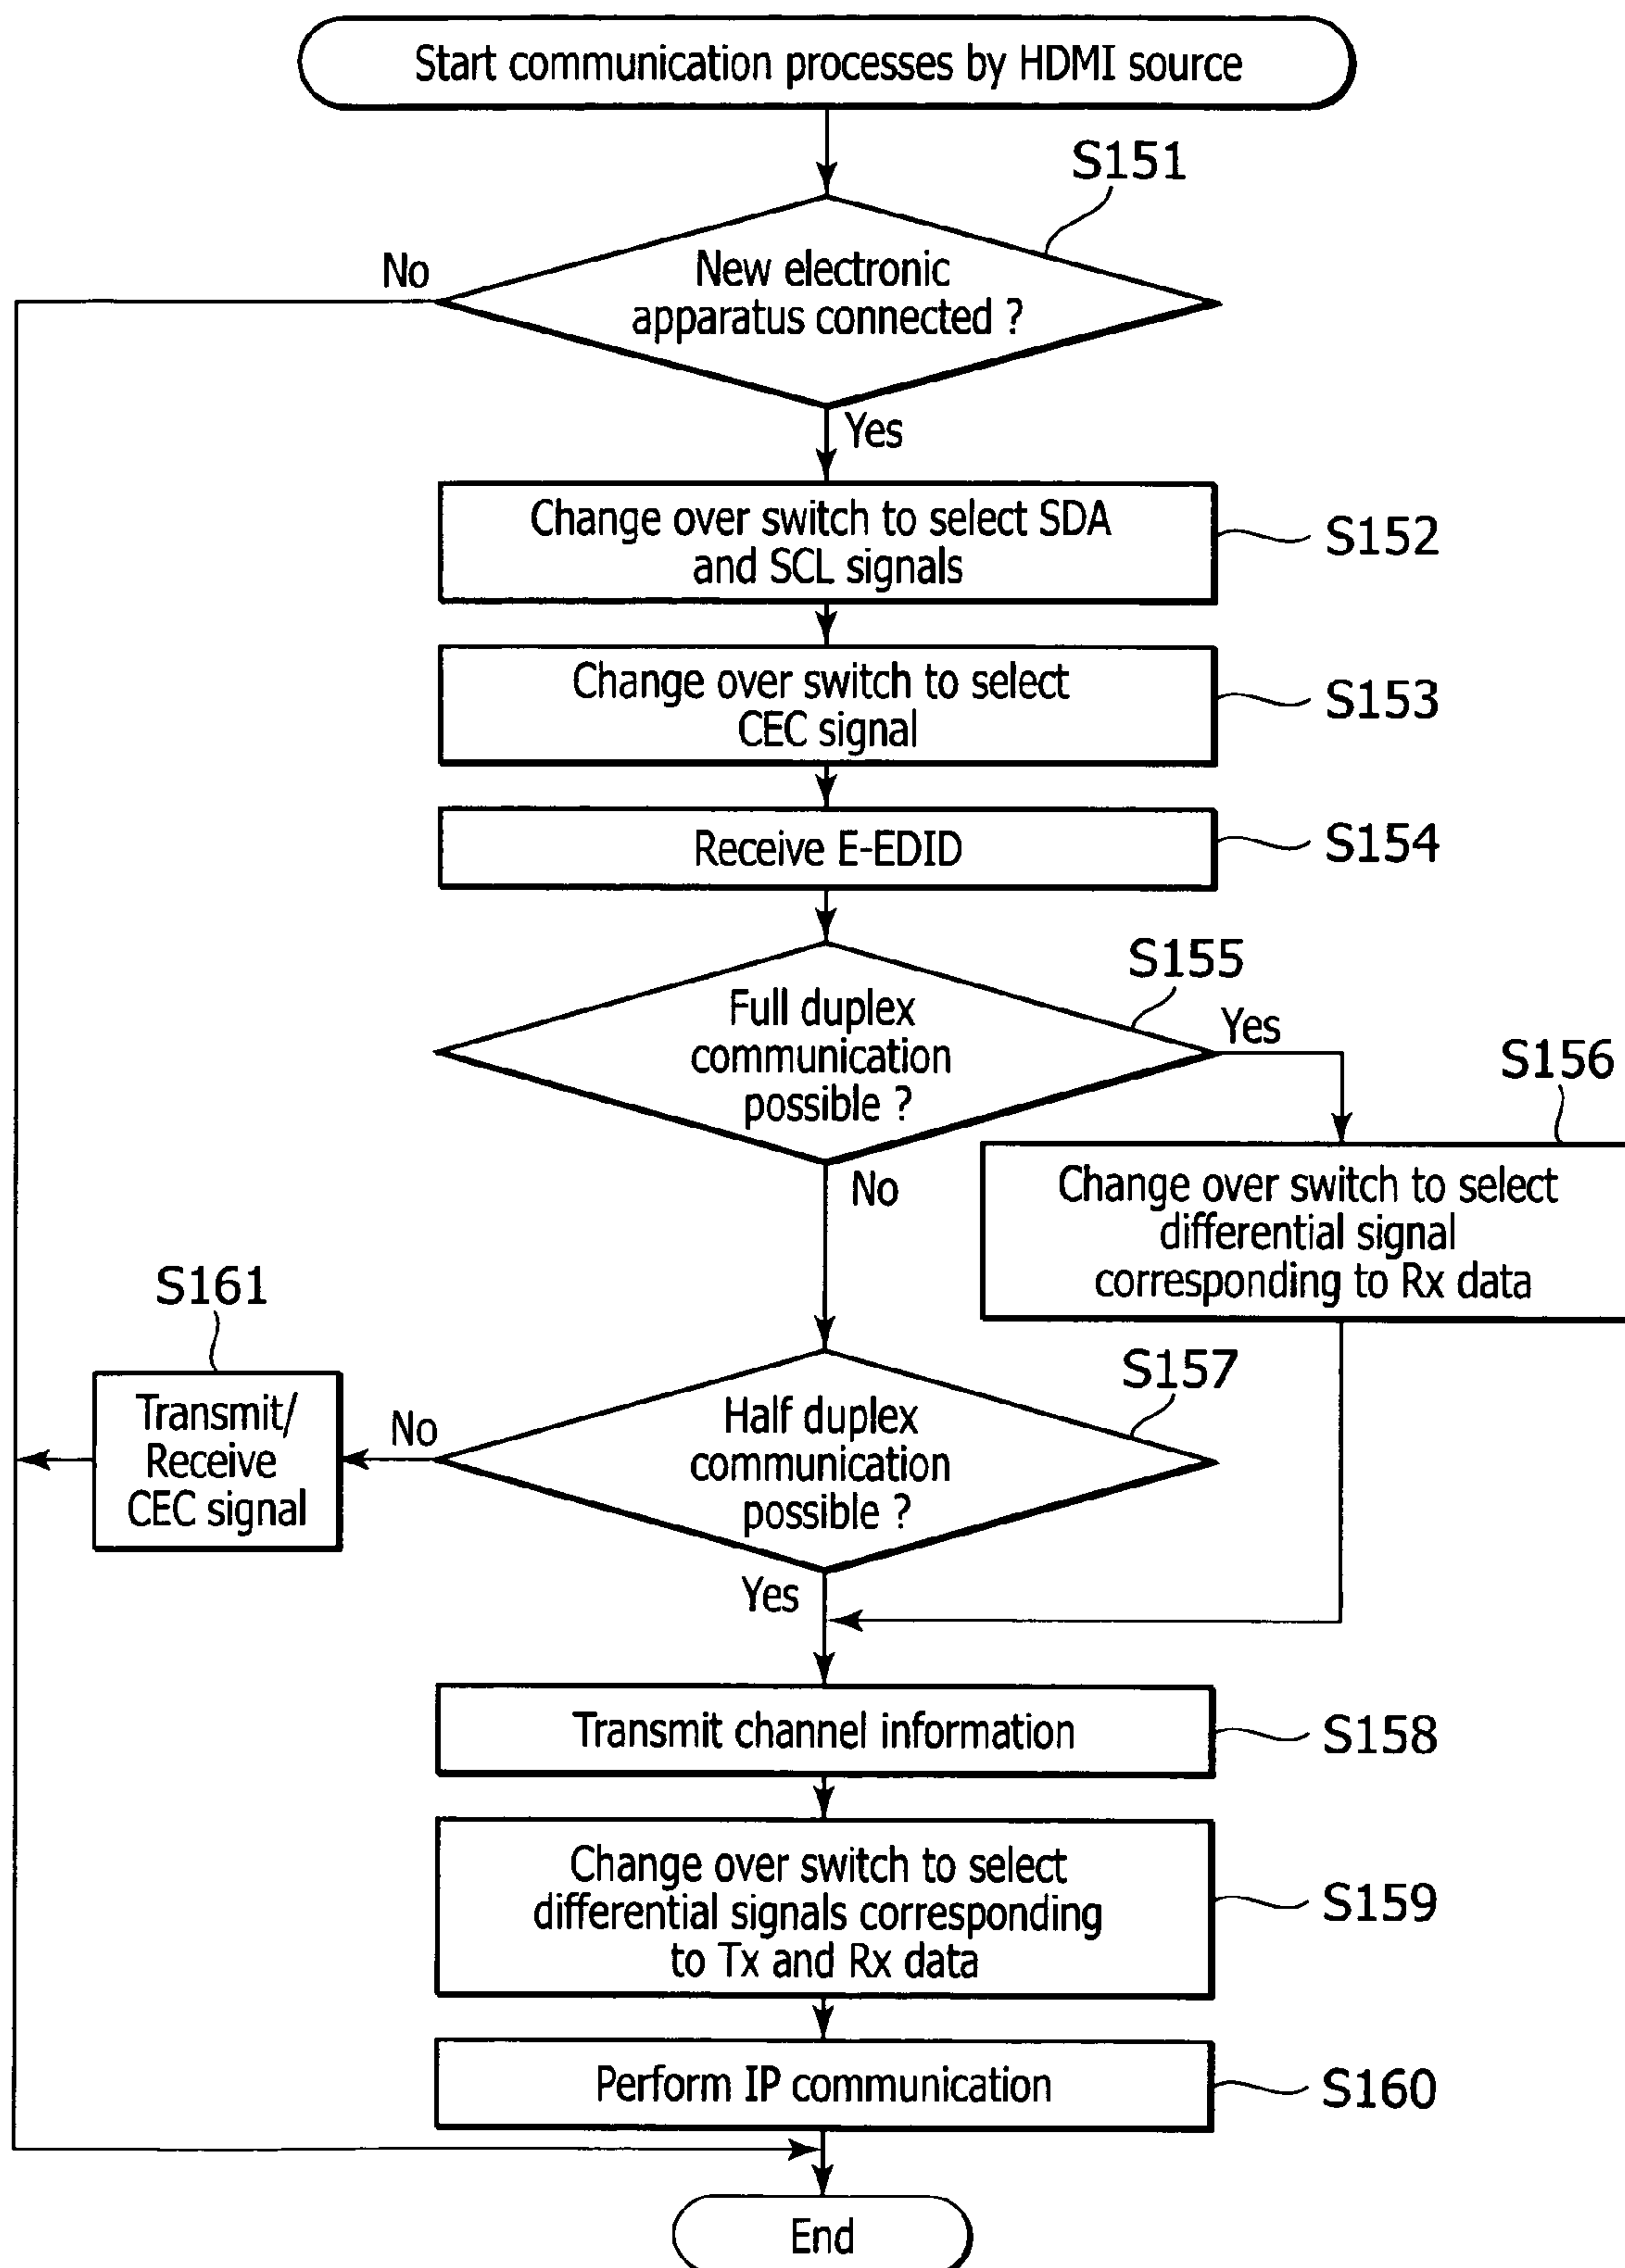 Start communication processes by HDMI source
S151
No
New electronic
apparatus connected ?
Yes
Change over switch to select SDA
and SCL signals
S152
Change over switch to select
CEC signal
S153
Receive E-EDID
S154
S155
Full duplex
communication
possible ?
Yes
S156
No
Change over switch to select
differential signal
corresponding to Rx data
S161
S157
Transmit/
Receive
CEC signal
No
Half duplex
communication
possible ?
Yes
Transmit channel information
S158
Change over switch to select
differential signals corresponding
to Tx and Rx data
S159
Perform IP communication
S160
End